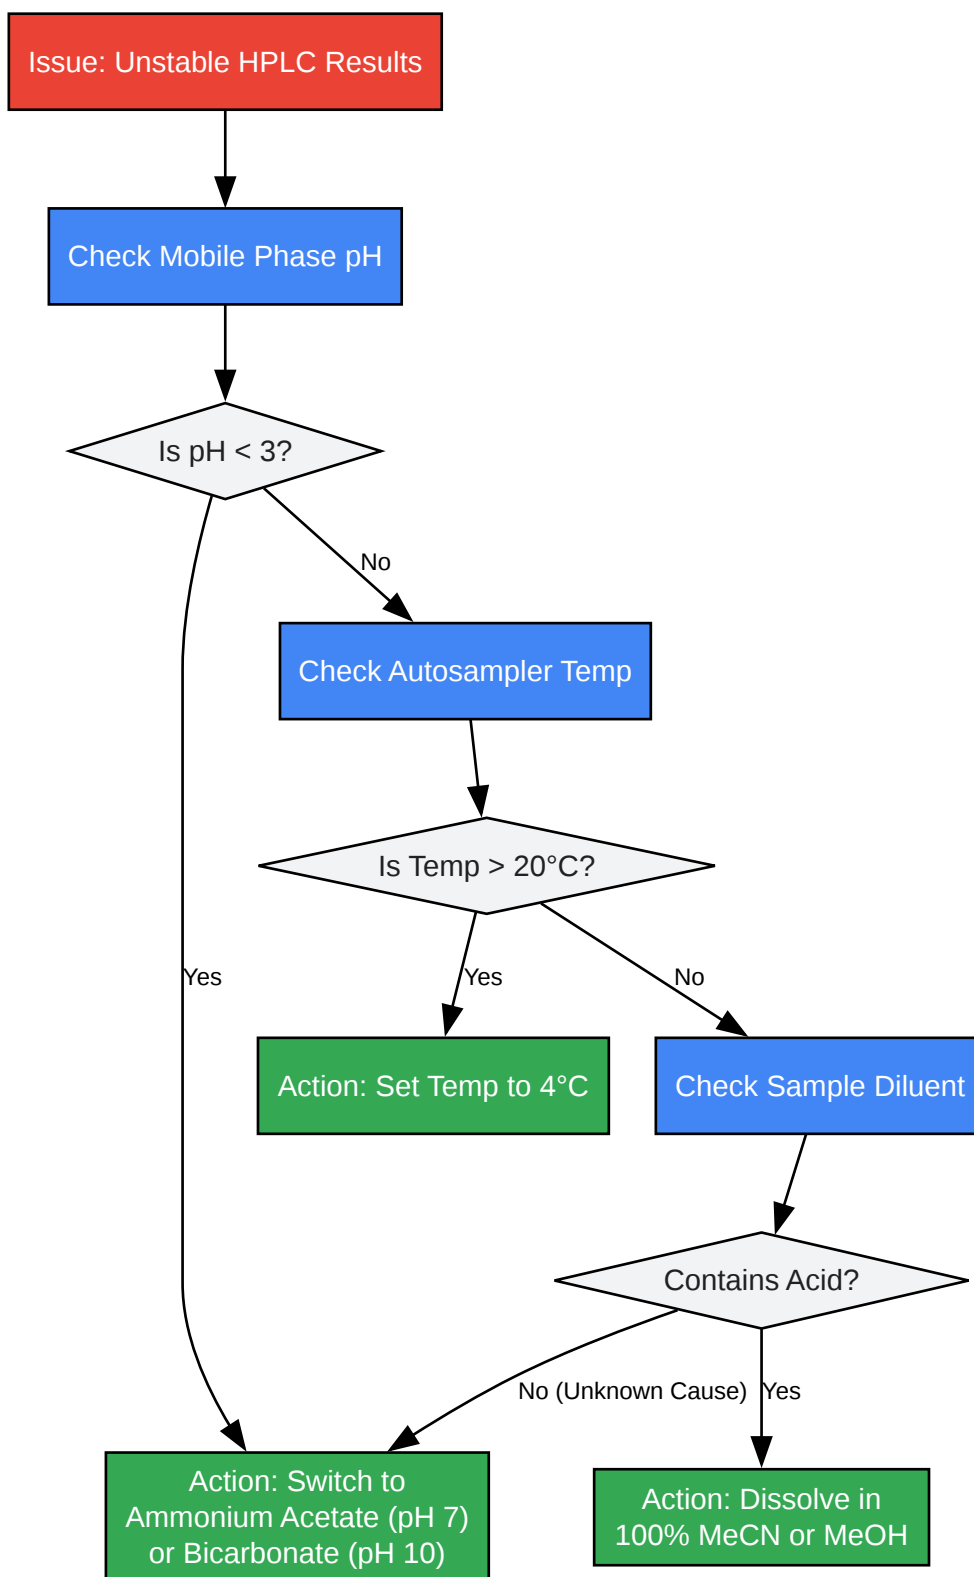 Issue: Unstable HPLC Results
Check Mobile Phase pH
Is pH < 3?
No
Check Autosampler Temp
Is Temp > 20°C?
Yes
Yes
No
Action: Set Temp to 4°C
Check Sample Diluent
Contains Acid?
No (Unknown Cause)
Yes
Action: Switch to
Ammonium Acetate (pH 7)
or Bicarbonate (pH 10)
Action: Dissolve in
100% MeCN or MeOH